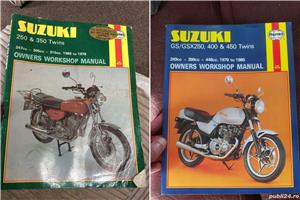 SUZUKI
250 & 350 Twins
OWNERS WORKSHOP MANUAL
Haynes
SUZUKI
GS/GSX250, 400 & 450 Twins
OWNERS WORKSHOP MANUAL
publi24.ro